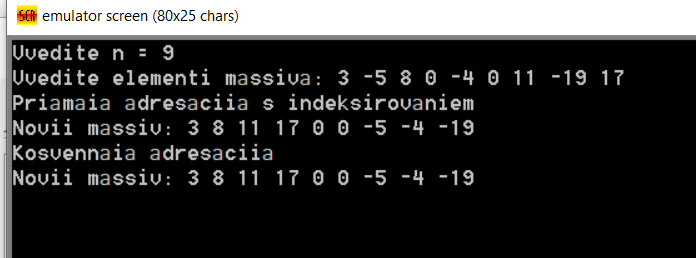 emulator screen (80x25 chars)
Vvedite n = 9
Vvedite elementi massiva: 3 -5 8 0 -4 0 11 -19 17
Priamaia adresaciia s indeksirovaniem
Novii massiv: 3 8 11 17 0 0 -5 -4 -19
Kosvennaia adresaciia
Novii massiv: 3 8 11 17 0 0 -5 -4 -19